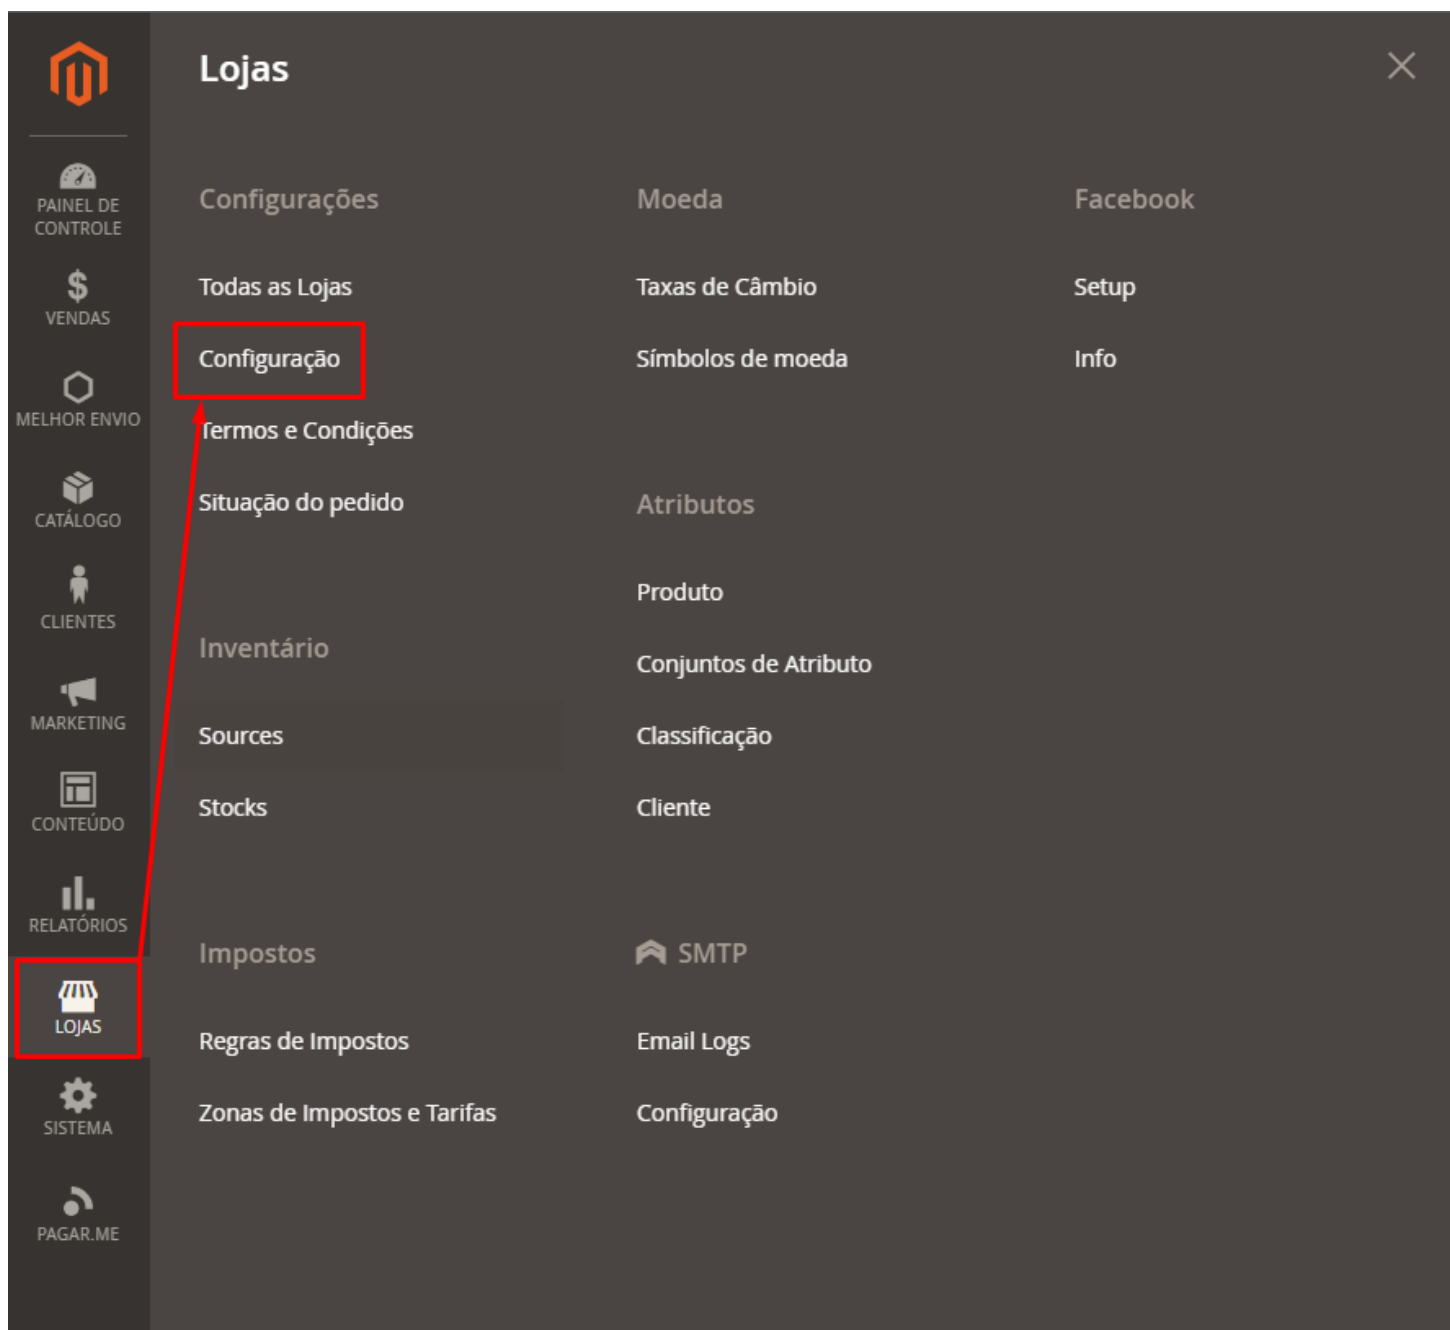 PAINEL DE
CONTROLE
VENDAS
MELHOR ENVIO
CATÁLOGO
CLIENTES
MARKETING
CONTEÚDO
RELATÓRIOS
LOJAS
SISTEMA
PAGAR.ME
Lojas
Configurações
Todas as Lojas
Configuração
Termos e Condições
Situação do pedido
Inventário
Sources
Stocks
Impostos
Regras de Impostos
Zonas de Impostos e Tarifas
Moeda
Taxas de Câmbio
Símbolos de moeda
Atributos
Produto
Conjuntos de Atributo
Classificação
Cliente
SMTP
Email Logs
Configuração
Facebook
Setup
Info